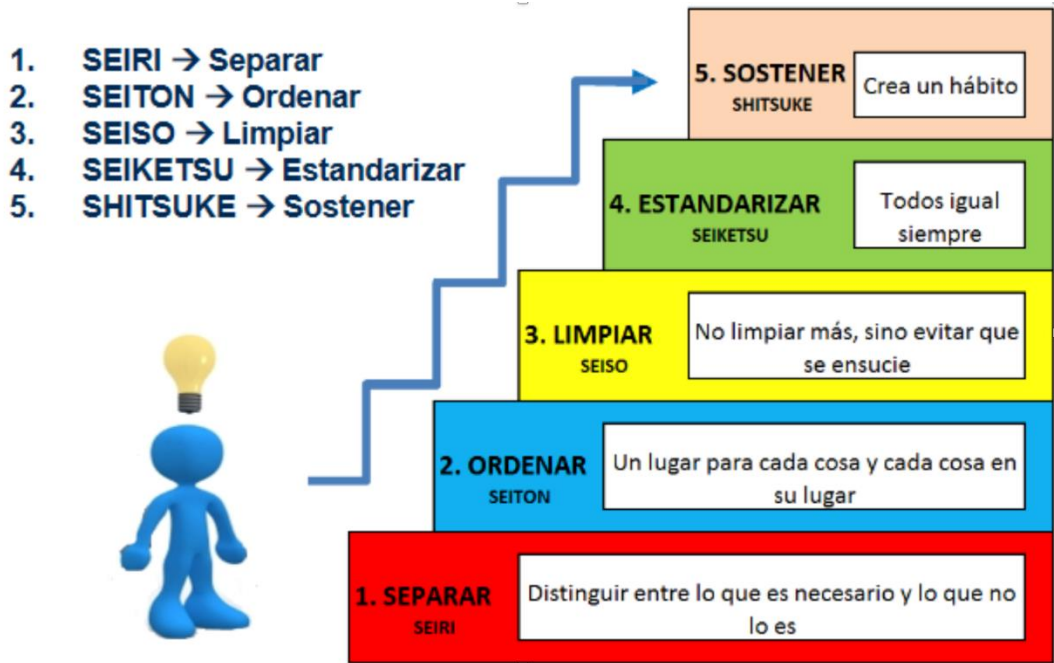 1. SEIRI → Separar
2. SEITON → Ordenar
3. SEISO → Limpiar
4. SEIKETSU → Estandarizar
5. SHITSUKE → Sostener
5. SOSTENER
SHITSUKE
Crea un hábito
4. ESTANDARIZAR
SEIKETSU
Todos igual
siempre
3. LIMPIAR
SEISO
No limpiar más, sino evitar que
se ensucie
2. ORDENAR
SEITON
Un lugar para cada cosa y cada cosa en
su lugar
1. SEPARAR
SEIRI
Distinguir entre lo que es necesario y lo que no
lo es